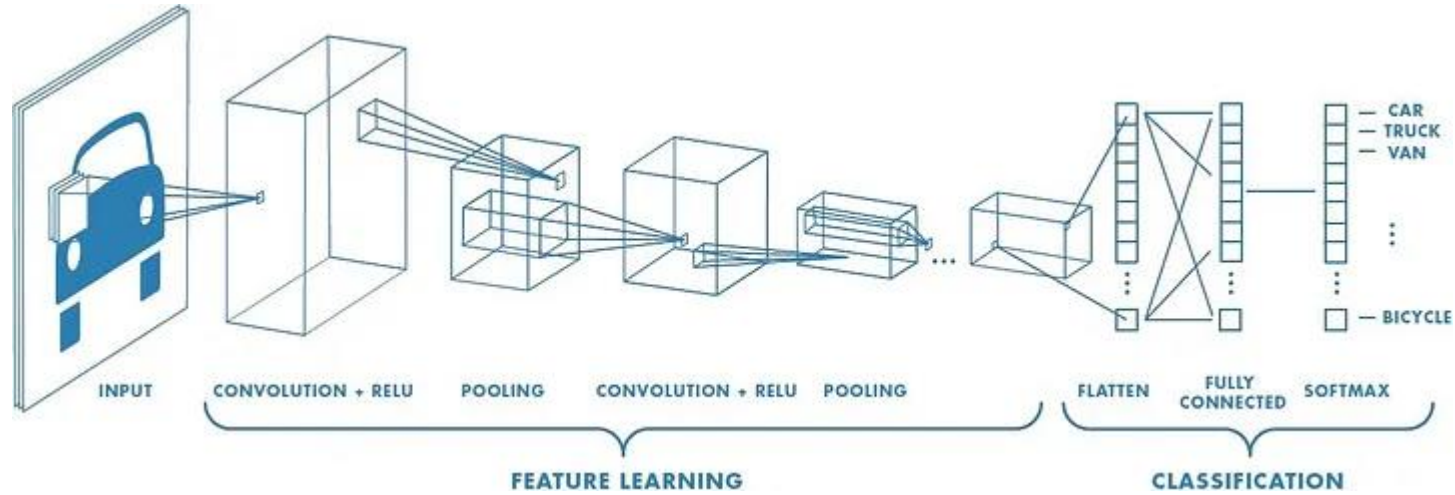 CAR
TRUCK
VAN
...
⋮
⋮
⋮
BICYCLE
INPUT
CONVOLUTION + RELU
POOLING
CONVOLUTION + RELU
POOLING
FLATTEN
FULLY
CONNECTED
SOFTMAX
FEATURE LEARNING
CLASSIFICATION